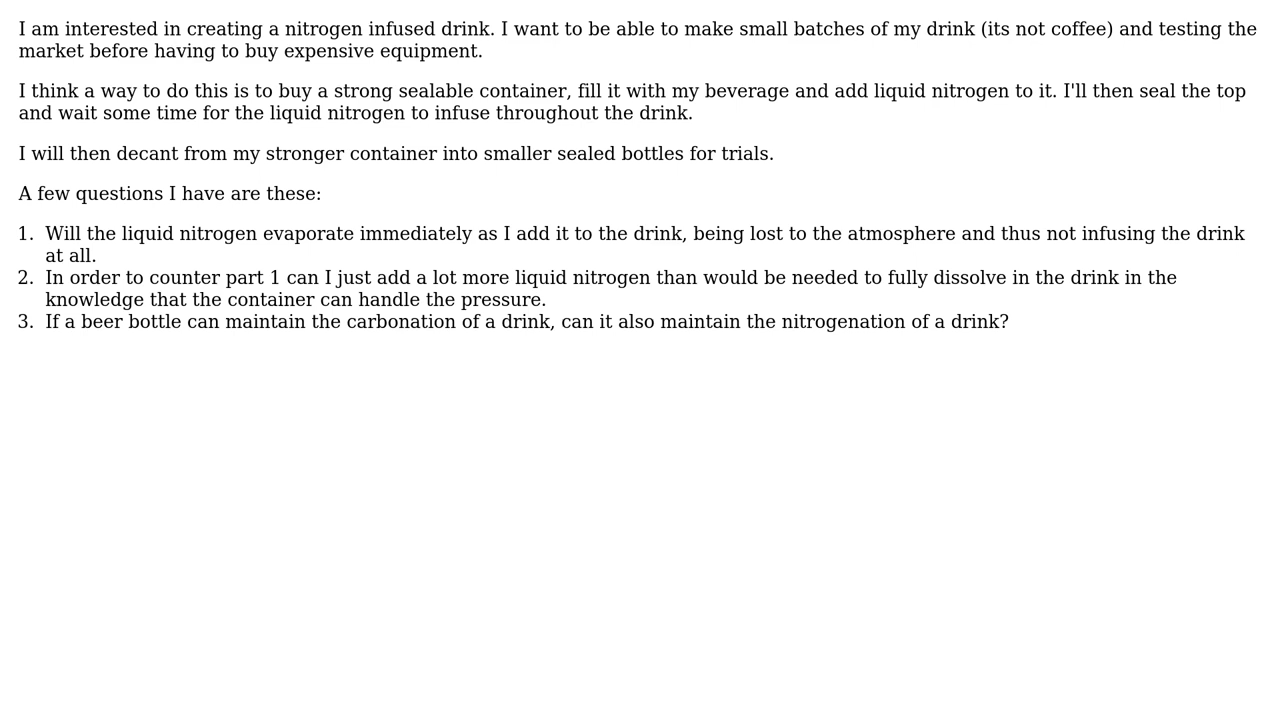 I am interested in creating a nitrogen infused drink. I want to be able to make small batches of my drink (its not coffee) and testing the
market before having to buy expensive equipment.
I think a way to do this is to buy a strong sealable container, fill it with my beverage and add liquid nitrogen to it. I'll then seal the top
and wait some time for the liquid nitrogen to infuse throughout the drink.
I will then decant from my stronger container into smaller sealed bottles for trials.
A few questions I have are these:
1. Will the liquid nitrogen evaporate immediately as I add it to the drink, being lost to the atmosphere and thus not infusing the drink
at all.
2. In order to counter part 1 can I just add a lot more liquid nitrogen than would be needed to fully dissolve in the drink in the
knowledge that the container can handle the pressure.
3. If a beer bottle can maintain the carbonation of a drink, can it also maintain the nitrogenation of a drink?